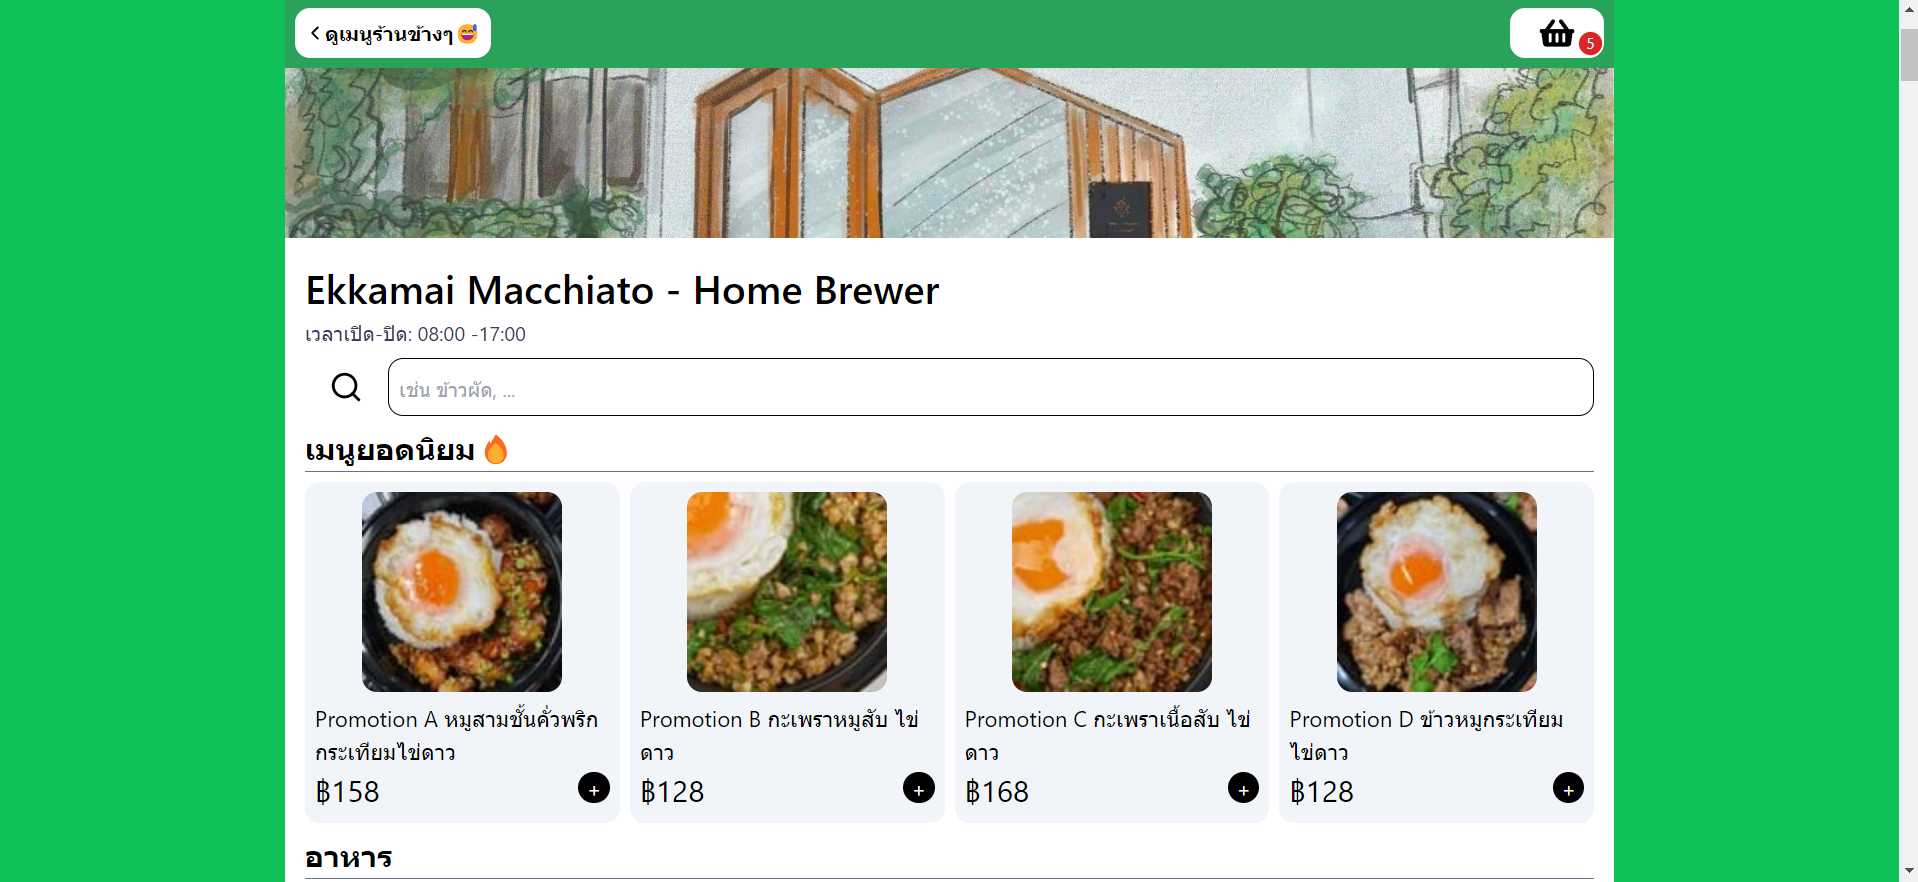 ดูเมนูร้านข้างๆ 😅
5
Ekkamai Macchiato - Home Brewer
เวลาเปิด-ปิด: 08:00 -17:00
เช่น ข้าวผัด, ...
เมนูยอดนิยม 🔥
Promotion A หมูสามชั้นคั่วพริก
กระเทียมไข่ดาว
฿158
+
Promotion B กะเพราหมูสับ ไข่
ดาว
฿128
+
Promotion C กะเพราเนื้อสับ ไข่
ดาว
฿168
+
Promotion D ข้าวหมูกระเทียม
ไข่ดาว
฿128
+
อาหาร